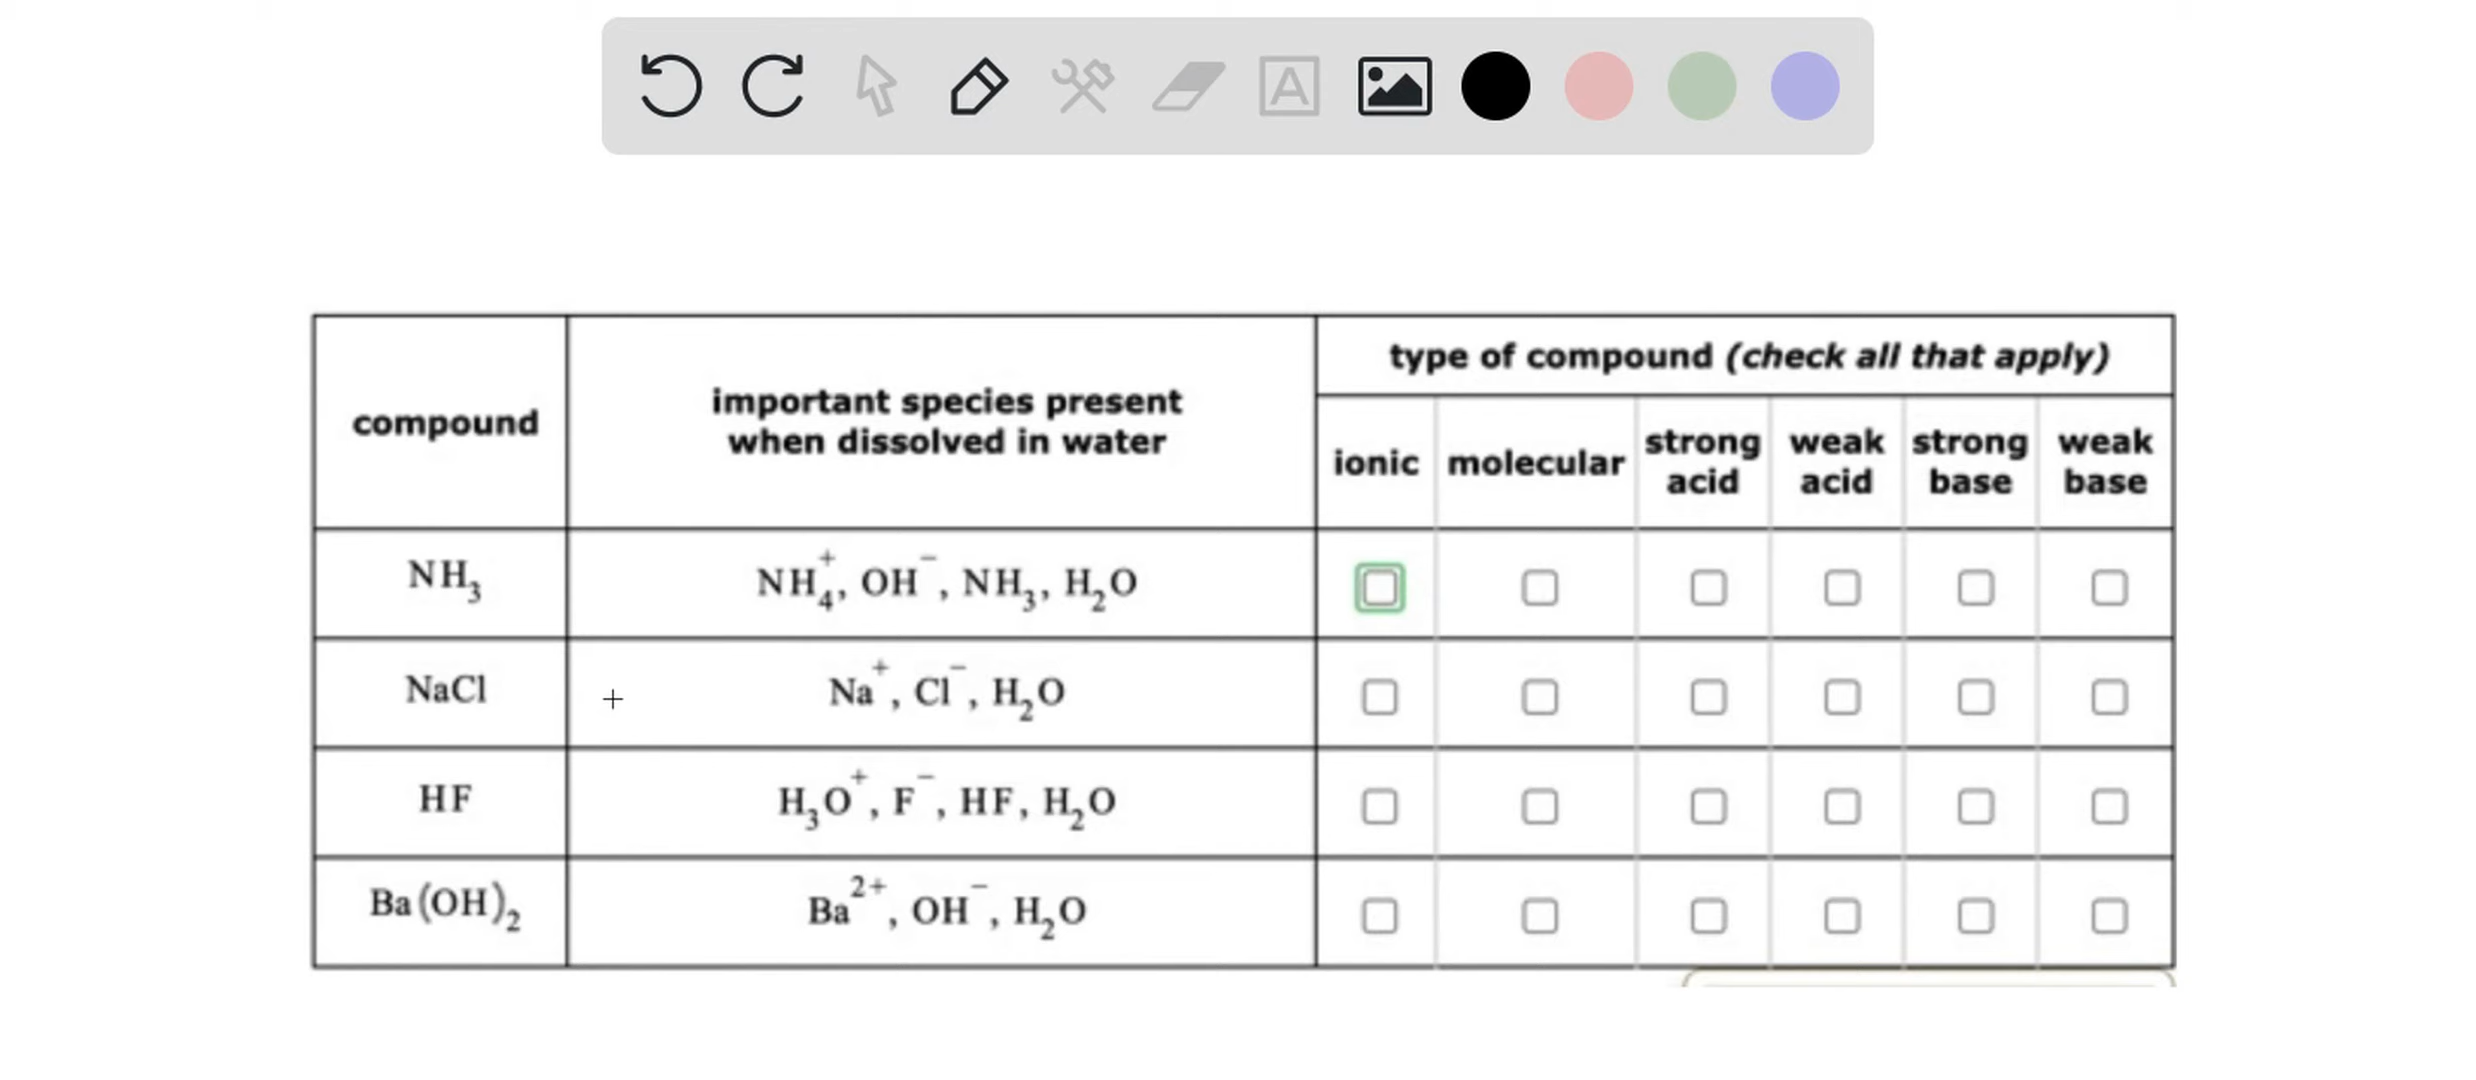 A
type of compound (check all that apply)
compound
important species present
when dissolved in water
ionic molecular strong acid weak acid strong base weak base
NH₃ NH₄⁺, OH⁻, NH₃, H₂O
NaCl Na⁺, Cl⁻, H₂O
HF H₃O⁺, F⁻, HF, H₂O
Ba(OH)₂ Ba²⁺, OH⁻, H₂O